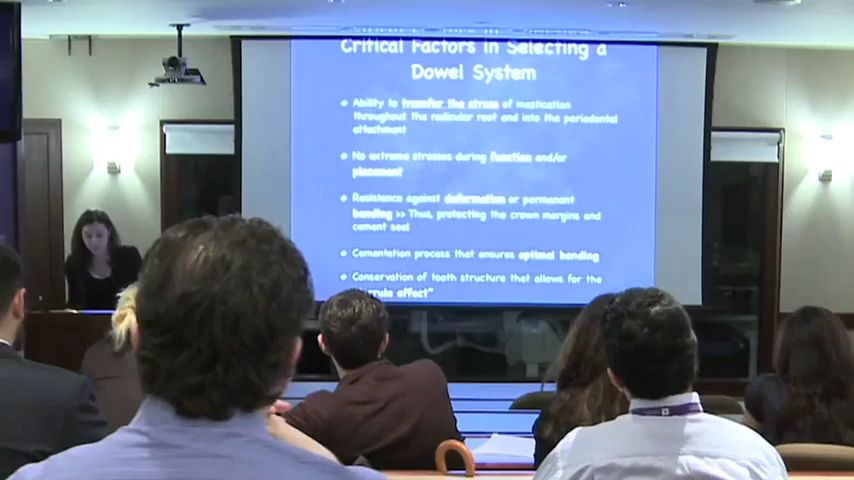 Critical Factors in Selecting a
Dowel System
Ability to transfer the stress of mastication
throughout the radicular root and into the periodontal
attachment
No extreme stresses during function and/or
placement
Resistance against deformation or permanent
bending >> Thus, protecting the crown margins and
cement seal
Cementation process that ensures optimal bonding
Conservation of tooth structure that allows for the
rule effect"